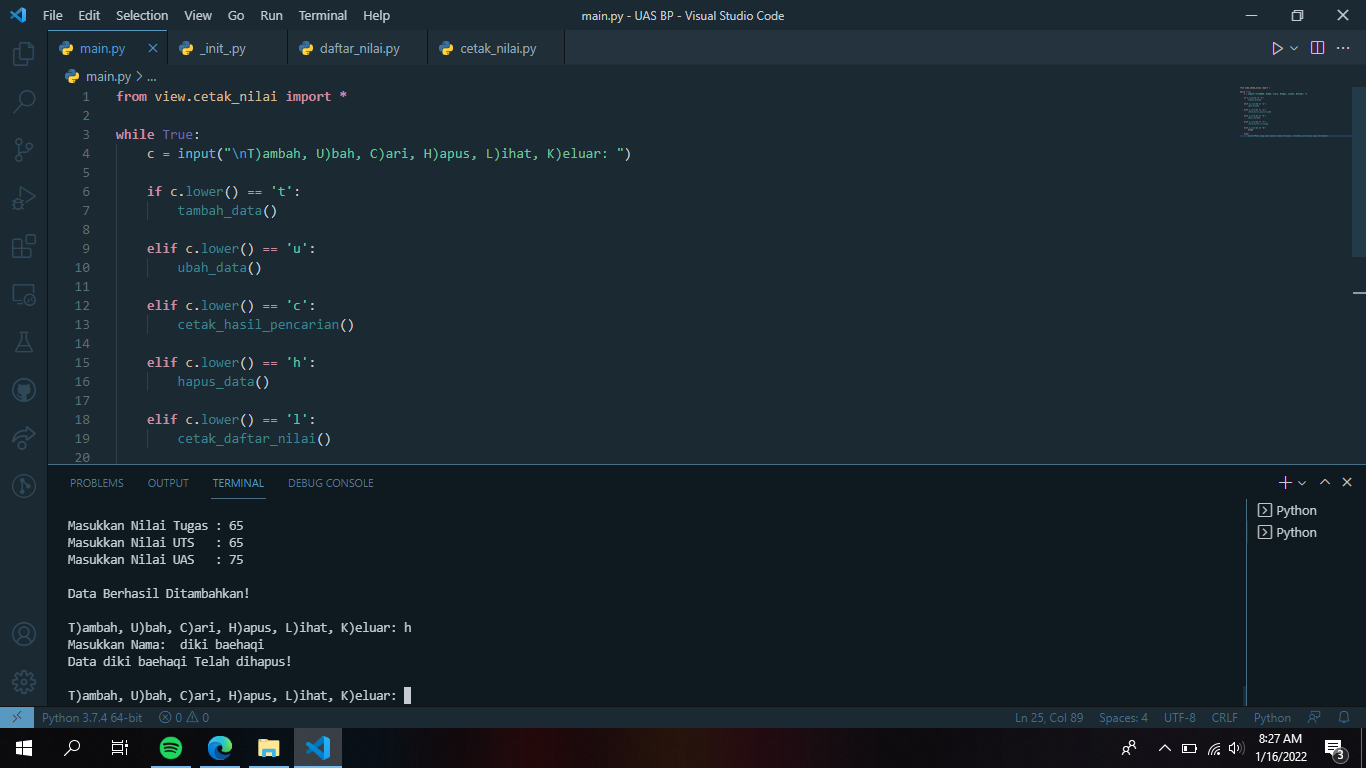 File Edit Selection View Go Run Terminal Help main.py - UAS BP - Visual Studio Code
main.py _init_.py daftar_nilai.py cetak_nilai.py
main.py > ...
1 from view.cetak_nilai import *
2
3 while True:
4 c = input("\nT)ambah, U)bah, C)ari, H)apus, L)ihat, K)eluar: ")
5
6 if c.lower() == 't':
7 tambah_data()
8
9 elif c.lower() == 'u':
10 ubah_data()
11
12 elif c.lower() == 'c':
13 cetak_hasil_pencarian()
14
15 elif c.lower() == 'h':
16 hapus_data()
17
18 elif c.lower() == 'l':
19 cetak_daftar_nilai()
20
PROBLEMS OUTPUT TERMINAL DEBUG CONSOLE
Masukkan Nilai Tugas : 65
Masukkan Nilai UTS : 65
Masukkan Nilai UAS : 75
Data Berhasil Ditambahkan!
T)ambah, U)bah, C)ari, H)apus, L)ihat, K)eluar: h
Masukkan Nama: diki baehaqi
Data diki baehaqi Telah dihapus!
T)ambah, U)bah, C)ari, H)apus, L)ihat, K)eluar:
Python
Python
Python 3.7.4 64-bit 0 0 Ln 25, Col 89 Spaces: 4 UTF-8 CRLF Python
8:27 AM
1/16/2022
3